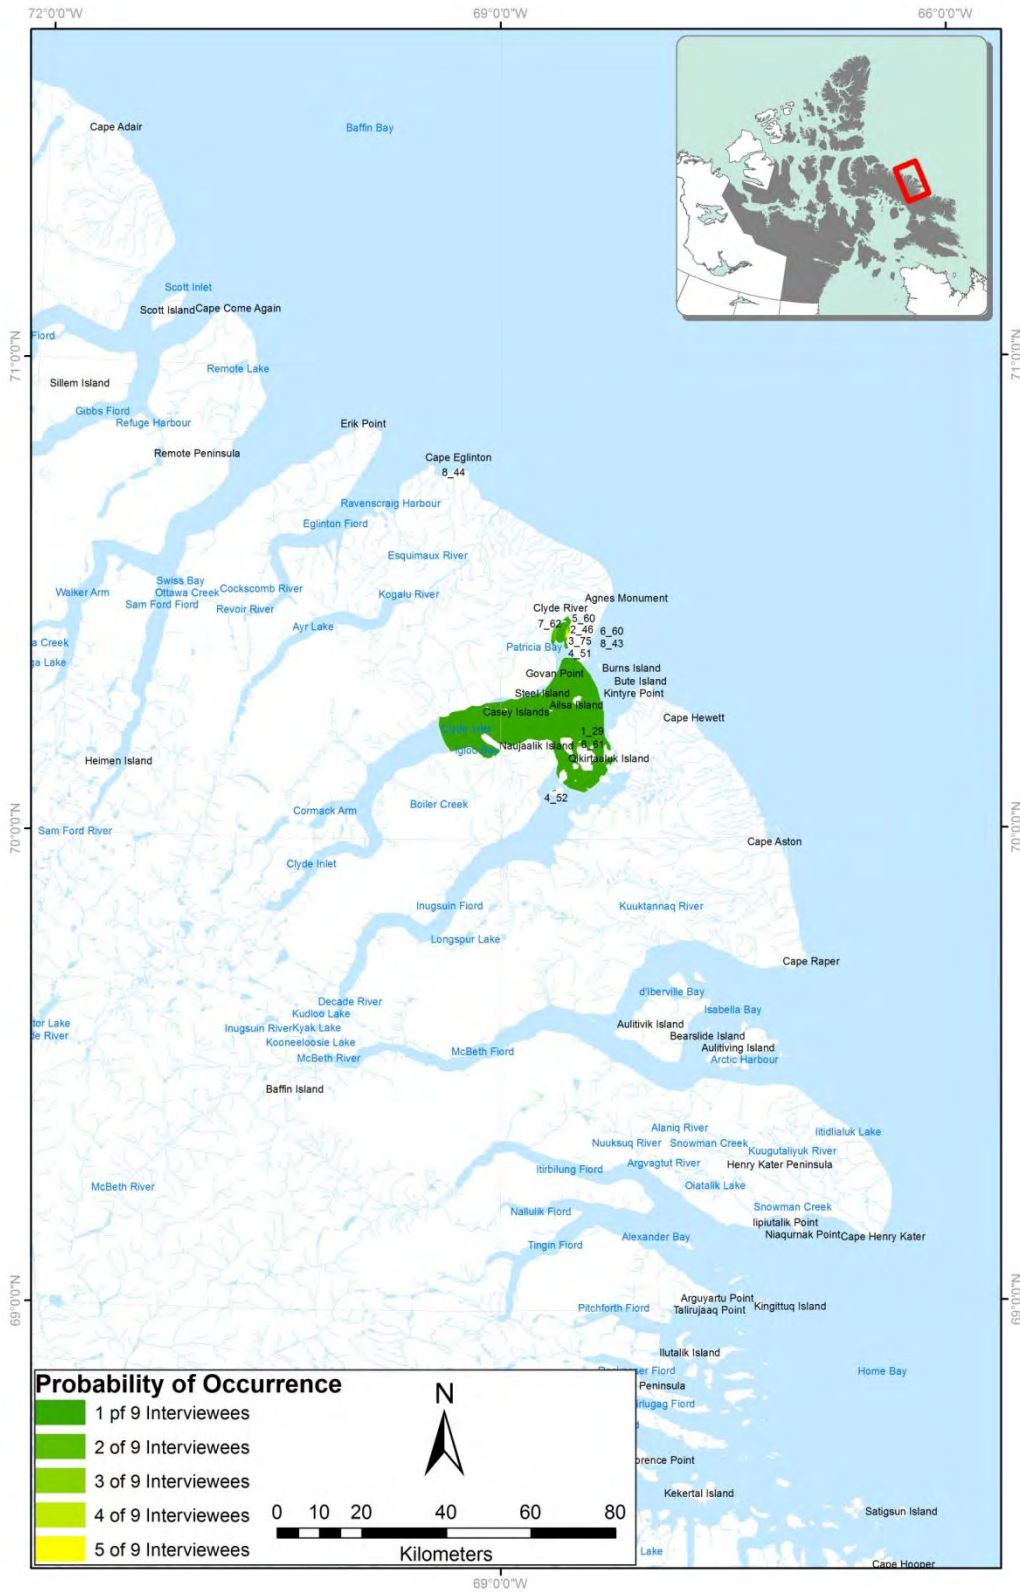 72°0'0"W
69°0'0"W
66°0'0"W
Cape Adair
Baffin Bay
Scott Inlet
Scott Island
Cape Come Again
Fiord
71°0'0"N
71°0'0"N
Remote Lake
Sillem Island
Gibbs Fiord
Refuge Harbour
Erik Point
Remote Peninsula
Cape Eglinton
8_44
Ravenscraig Harbour
Eglinton Fiord
Esquimaux River
Swiss Bay
Walker Arm
Ottawa Creek
Cockscomb River
Kogalu River
Sam Ford Fiord
Revoir River
Agnes Monument
Clyde River
5_60
7_62
2_46
6_60
Ayr Lake
a Creek
3_75
8_43
Patricia Bay
4_51
ga Lake
Govan Point
Burns Island
Bute Island
Steel Island
Kintyre Point
Ailsa Island
Casey Islands
Cape Hewett
1_29
Naujaalik Island
6_61
Heimen Island
Qikirtaaluk Island
4_52
Cormack Arm
Boiler Creek
70°0'0"N
70°0'0"N
Sam Ford River
Cape Aston
Clyde Inlet
Inugsuin Fiord
Kuuktannaq River
Longspur Lake
Cape Raper
d'Iberville Bay
Decade River
Isabella Bay
Kudloo Lake
tor Lake
Inugsuin River
Kyak Lake
Aulitivik Island
de River
Bearslide Island
Kooneeloosie Lake
Aulitiving Island
McBeth Fiord
McBeth River
Arctic Harbour
Baffin Island
Alaniq River
Iitidlialuk Lake
Nuuksuq River
Snowman Creek
Kuugutaliyuk River
Itirbilung Fiord
Argvagtut River
Henry Kater Peninsula
McBeth River
Oiatalik Lake
Nallulik Fiord
Snowman Creek
Iipiutalik Point
Alexander Bay
Niaqurnak Point
Cape Henry Kater
Tingin Fiord
69°0'0"N
69°0'0"N
Arguyartu Point
Pitchforth Fiord
Talirujaaq Point
Kingittuq Island
Ilutalik Island
Fiord
Home Bay
Peninsula
Fiord
Point
Kekertal Island
Satigsun Island
Lake
Cape Hooper
Probability of Occurrence
1 pf 9 Interviewees
2 of 9 Interviewees
3 of 9 Interviewees
4 of 9 Interviewees
5 of 9 Interviewees
N
0 10 20 40 60 80
Kilometers
69°0'0"W